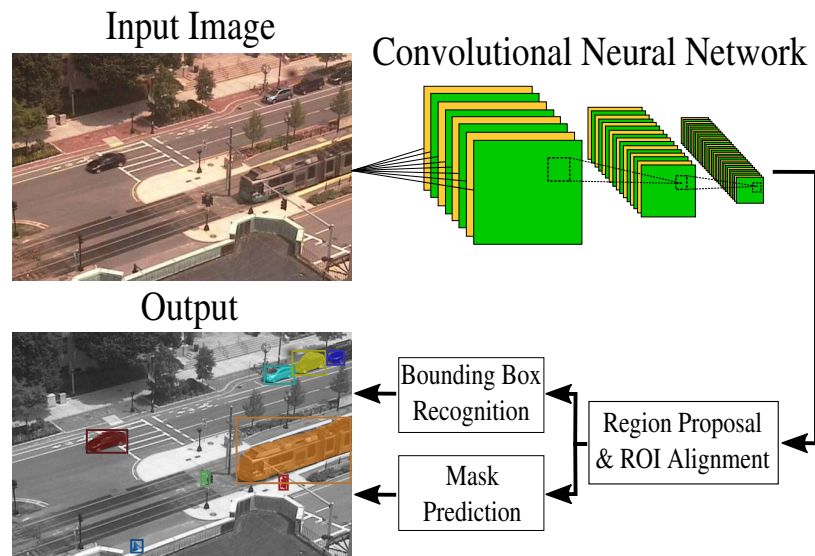 Input Image
Convolutional Neural Network
Output
Bounding Box
Recognition
Region Proposal
& ROI Alignment
Mask
Prediction